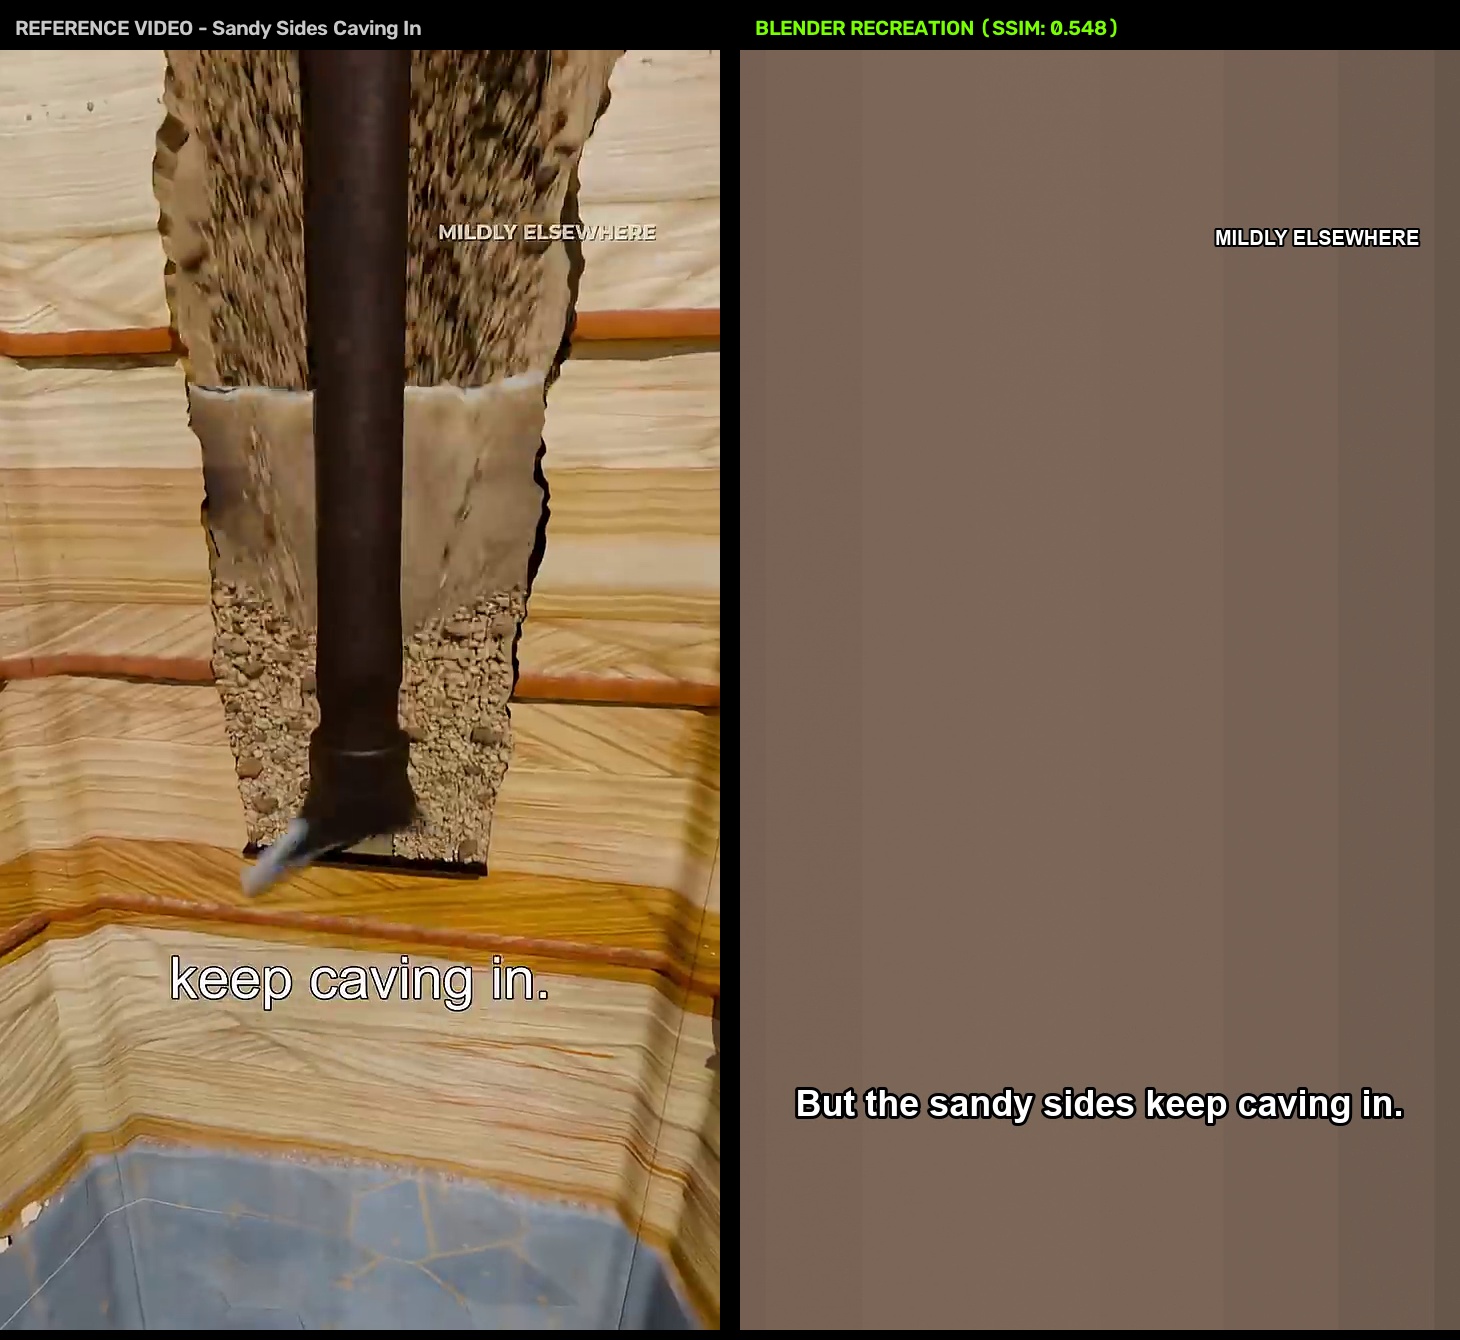 REFERENCE VIDEO - Sandy Sides Caving In
BLENDER RECREATION (SSIM: 0.548)
MILDLY ELSEWHERE
MILDLY ELSEWHERE
keep caving in.
But the sandy sides keep caving in.